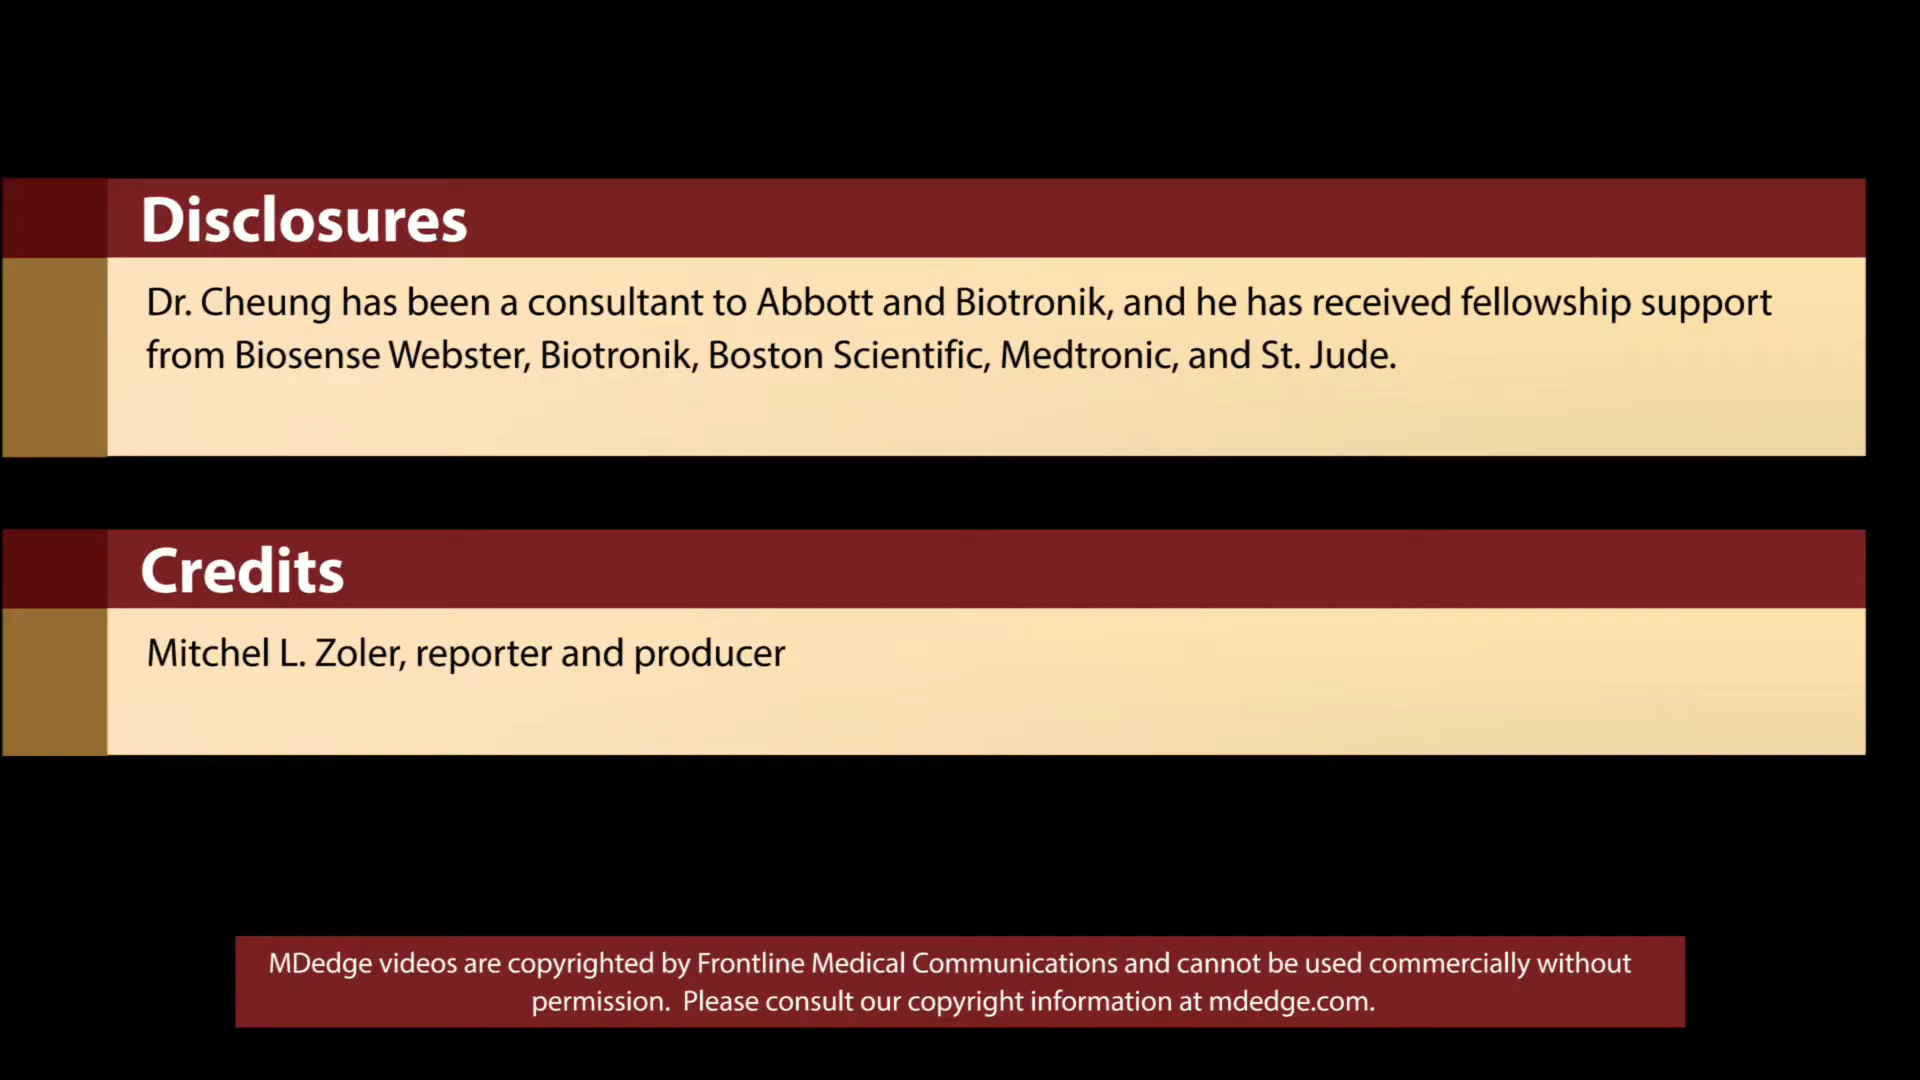 Disclosures
Dr. Cheung has been a consultant to Abbott and Biotronik, and he has received fellowship support
from Biosense Webster, Biotronik, Boston Scientific, Medtronic, and St. Jude.
Credits
Mitchel L. Zoler, reporter and producer
MDedge videos are copyrighted by Frontline Medical Communications and cannot be used commercially without
permission.  Please consult our copyright information at mdedge.com.